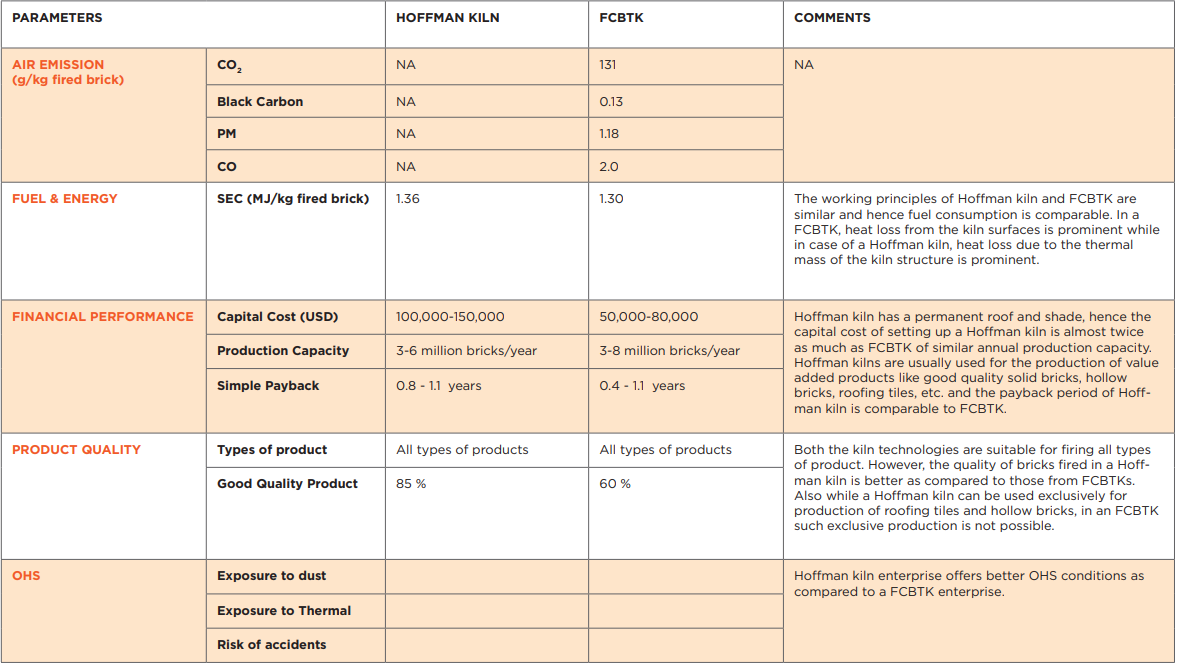 PARAMETERS HOFFMAN KILN FCBTK COMMENTS
AIR EMISSION
(g/kg fired brick)
CO2 NA 131 NA
Black Carbon NA 0.13
PM NA 1.18
CO NA 2.0
FUEL & ENERGY SEC (MJ/kg fired brick) 1.36 1.30
The working principles of Hoffman kiln and FCBTK are
similar and hence fuel consumption is comparable. In a
FCBTK, heat loss from the kiln surfaces is prominent while
in case of a Hoffman kiln, heat loss due to the thermal
mass of the kiln structure is prominent.
FINANCIAL PERFORMANCE Capital Cost (USD) 100,000-150,000 50,000-80,000
Production Capacity 3-6 million bricks/year 3-8 million bricks/year
Simple Payback 0.8 - 1.1 years 0.4 - 1.1 years
Hoffman kiln has a permanent roof and shade, hence the
capital cost of setting up a Hoffman kiln is almost twice
as much as FCBTK of similar annual production capacity.
Hoffman kilns are usually used for the production of value
added products like good quality solid bricks, hollow
bricks, roofing tiles, etc. and the payback period of Hoff-
man kiln is comparable to FCBTK.
PRODUCT QUALITY Types of product All types of products All types of products
Good Quality Product 85 % 60 %
Both the kiln technologies are suitable for firing all types
of product. However, the quality of bricks fired in a Hoff-
man kiln is better as compared to those from FCBTKs.
Also while a Hoffman kiln can be used exclusively for
production of roofing tiles and hollow bricks, in an FCBTK
such exclusive production is not possible.
OHS Exposure to dust
Exposure to Thermal
Risk of accidents
Hoffman kiln enterprise offers better OHS conditions as
compared to a FCBTK enterprise.